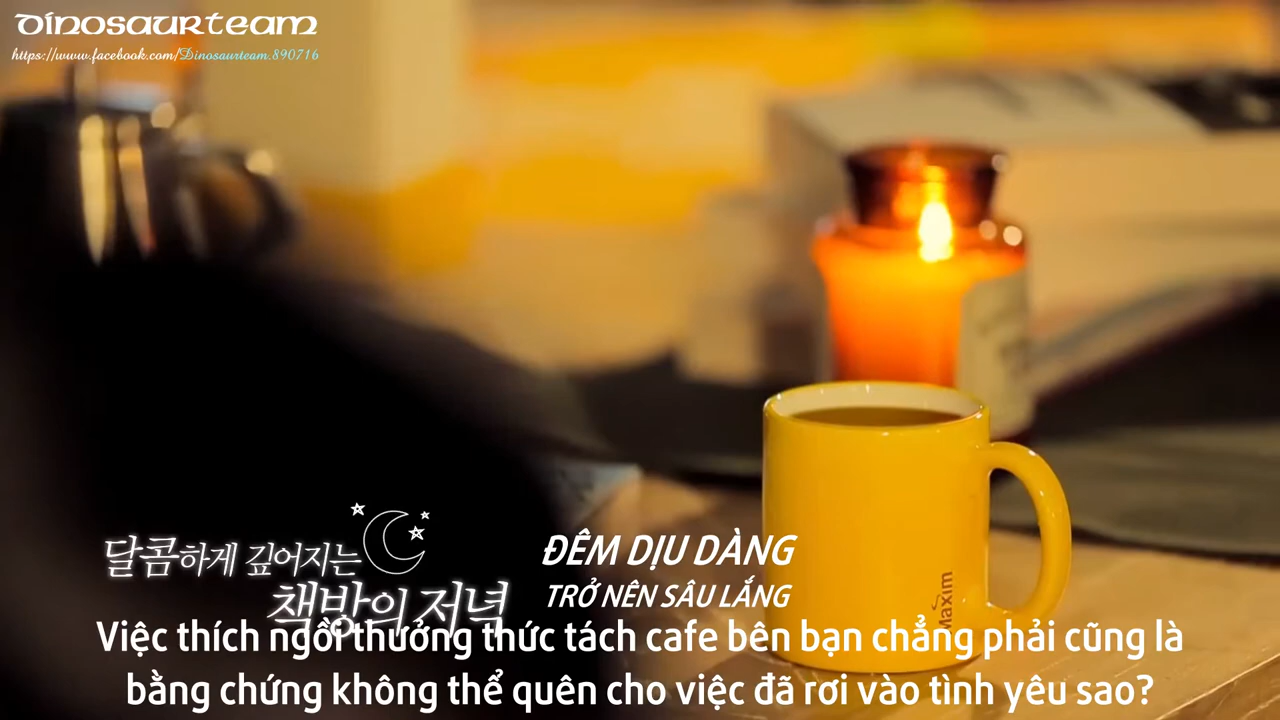 DINOSAURTEAM
https://www.facebook.com/Dinosaurteam.890716
달콤하게 깊어지는
책방의 저녁
ĐÊM DỊU DÀNG
TRỞ NÊN SÂU LẮNG
Maxim
Việc thích ngồi thưởng thức tách cafe bên bạn chẳng phải cũng là
bằng chứng không thể quên cho việc đã rơi vào tình yêu sao?